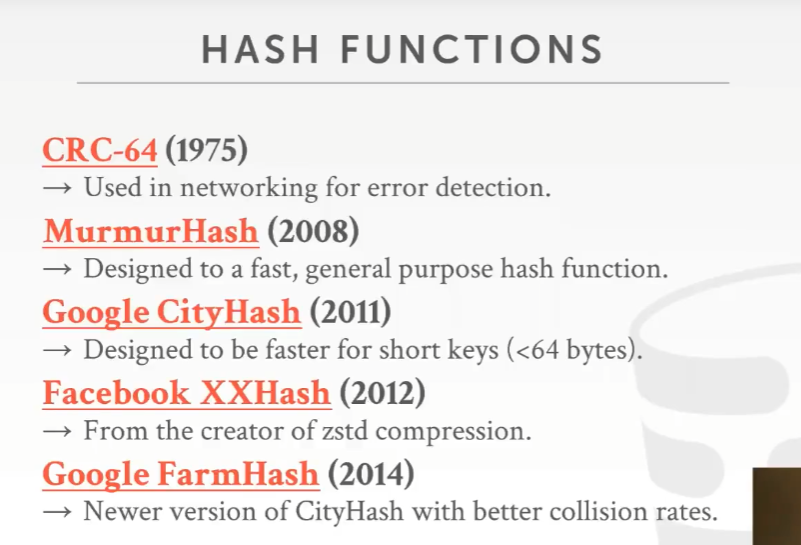 HASH FUNCTIONS
CRC-64 (1975)
→ Used in networking for error detection.
MurmurHash (2008)
→ Designed to a fast, general purpose hash function.
Google CityHash (2011)
→ Designed to be faster for short keys (<64 bytes).
Facebook XXHash (2012)
→ From the creator of zstd compression.
Google FarmHash (2014)
→ Newer version of CityHash with better collision rates.